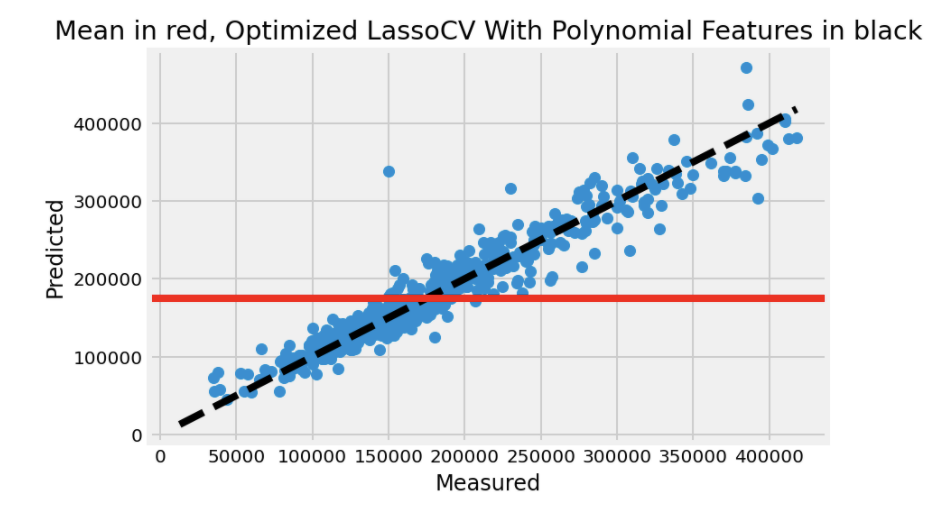 Mean in red, Optimized LassoCV With Polynomial Features in black
400000
300000
200000
100000
0
Predicted
0 50000 100000 150000 200000 250000 300000 350000 400000
Measured